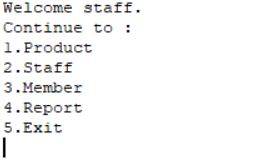 Welcome staff.
Continue to :
1.Product
2.Staff
3.Member
4.Report
5.Exit